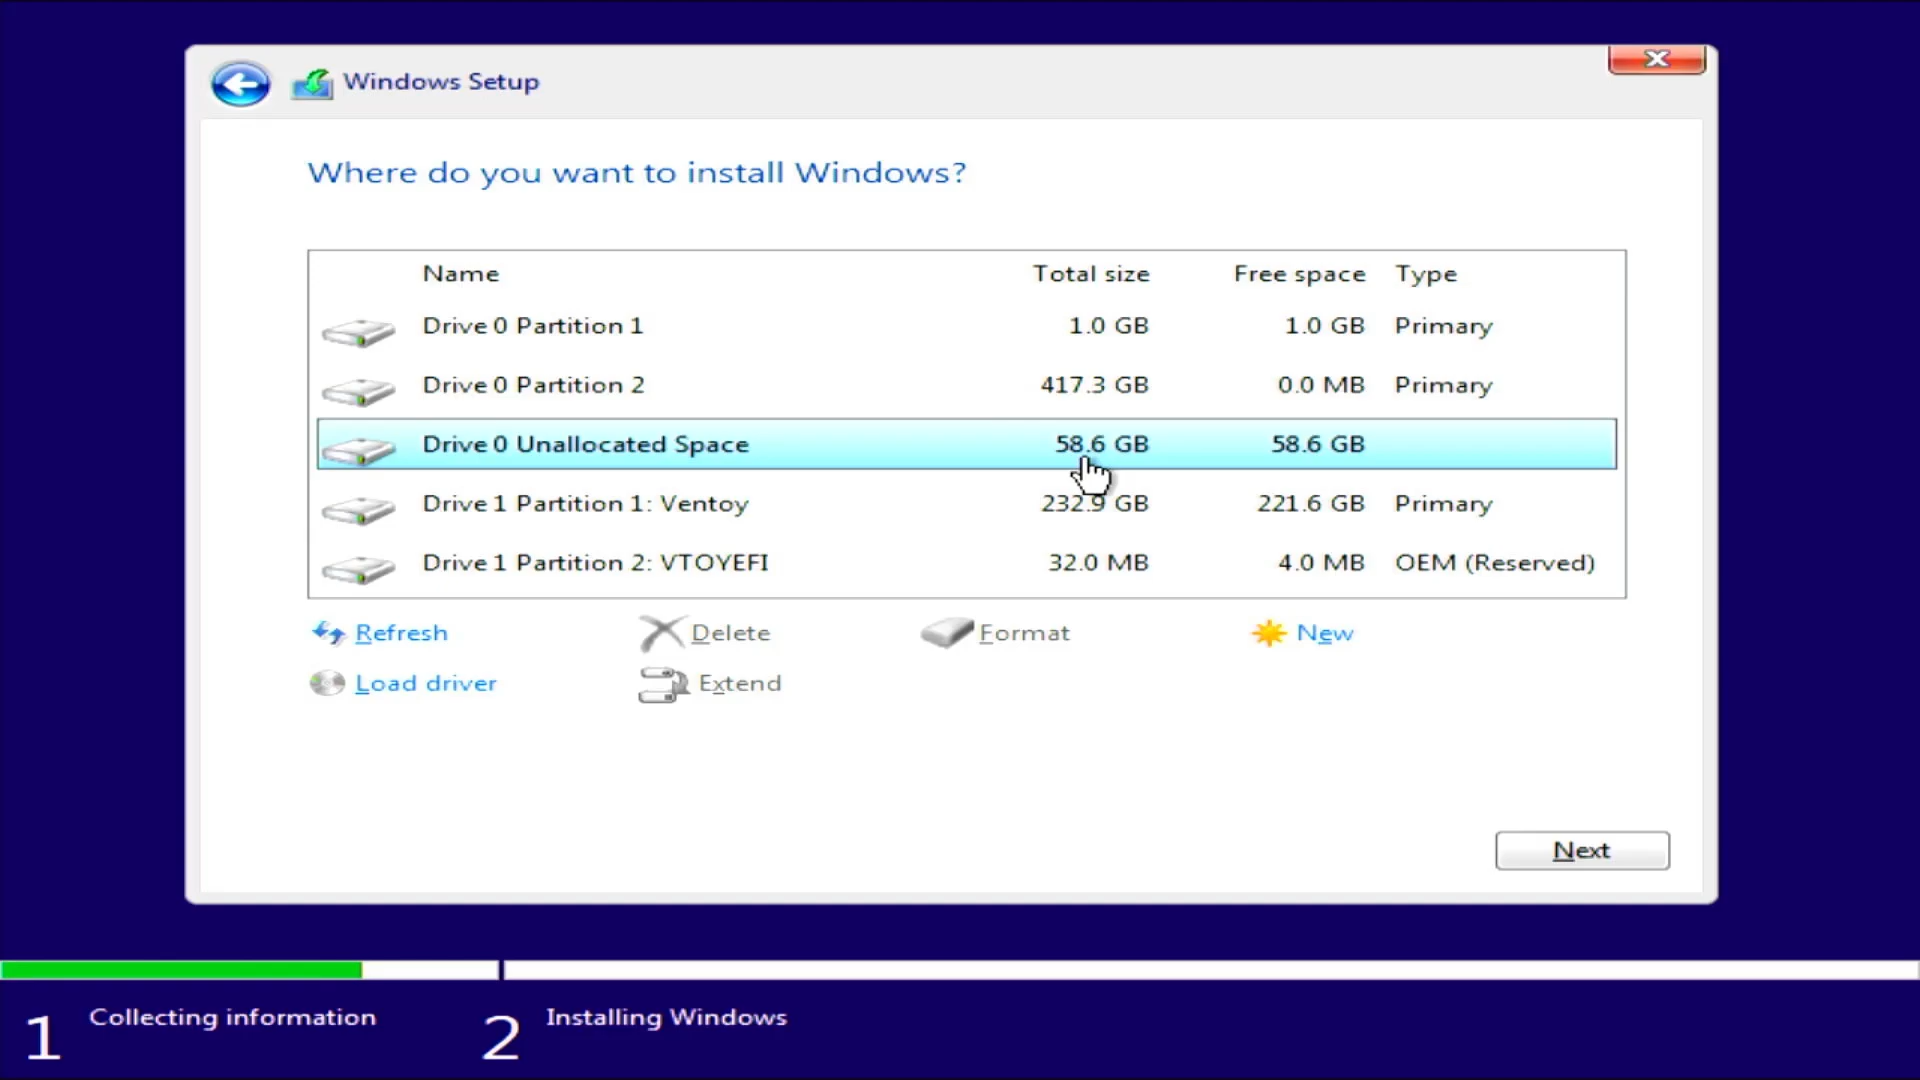 Windows Setup
Where do you want to install Windows?
Name Total size Free space Type
Drive 0 Partition 1 1.0 GB 1.0 GB Primary
Drive 0 Partition 2 417.3 GB 0.0 MB Primary
Drive 0 Unallocated Space 58.6 GB 58.6 GB
Drive 1 Partition 1: Ventoy 232.9 GB 221.6 GB Primary
Drive 1 Partition 2: VTOYEFI 32.0 MB 4.0 MB OEM (Reserved)
Refresh Delete Format New
Load driver Extend
Next
1 Collecting information 2 Installing Windows